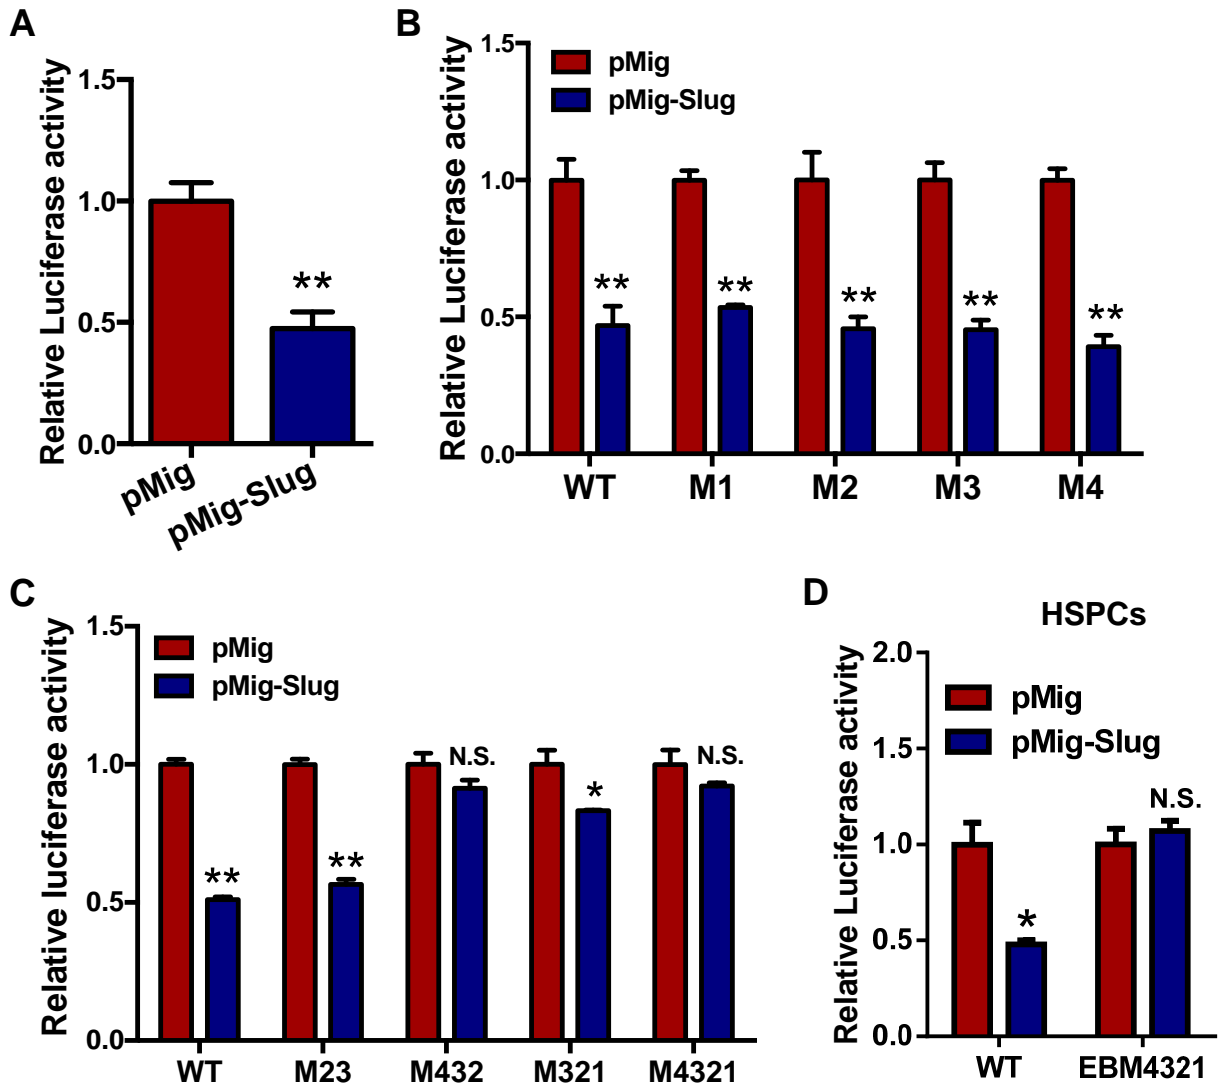 A
Relative Luciferase activity
1.5
1.0
0.5
0.0
**
pMig
pMig-Slug
B
Relative Luciferase activity
1.5
1.0
0.5
0.0
pMig
pMig-Slug
** ** ** ** **
WT M1 M2 M3 M4
C
Relative luciferase activity
1.5
1.0
0.5
0.0
pMig
pMig-Slug
** ** N.S. * N.S.
WT M23 M432 M321 M4321
D
HSPCs
Relative Luciferase activity
2.0
1.5
1.0
0.5
0.0
pMig
pMig-Slug
* N.S.
WT EBM4321